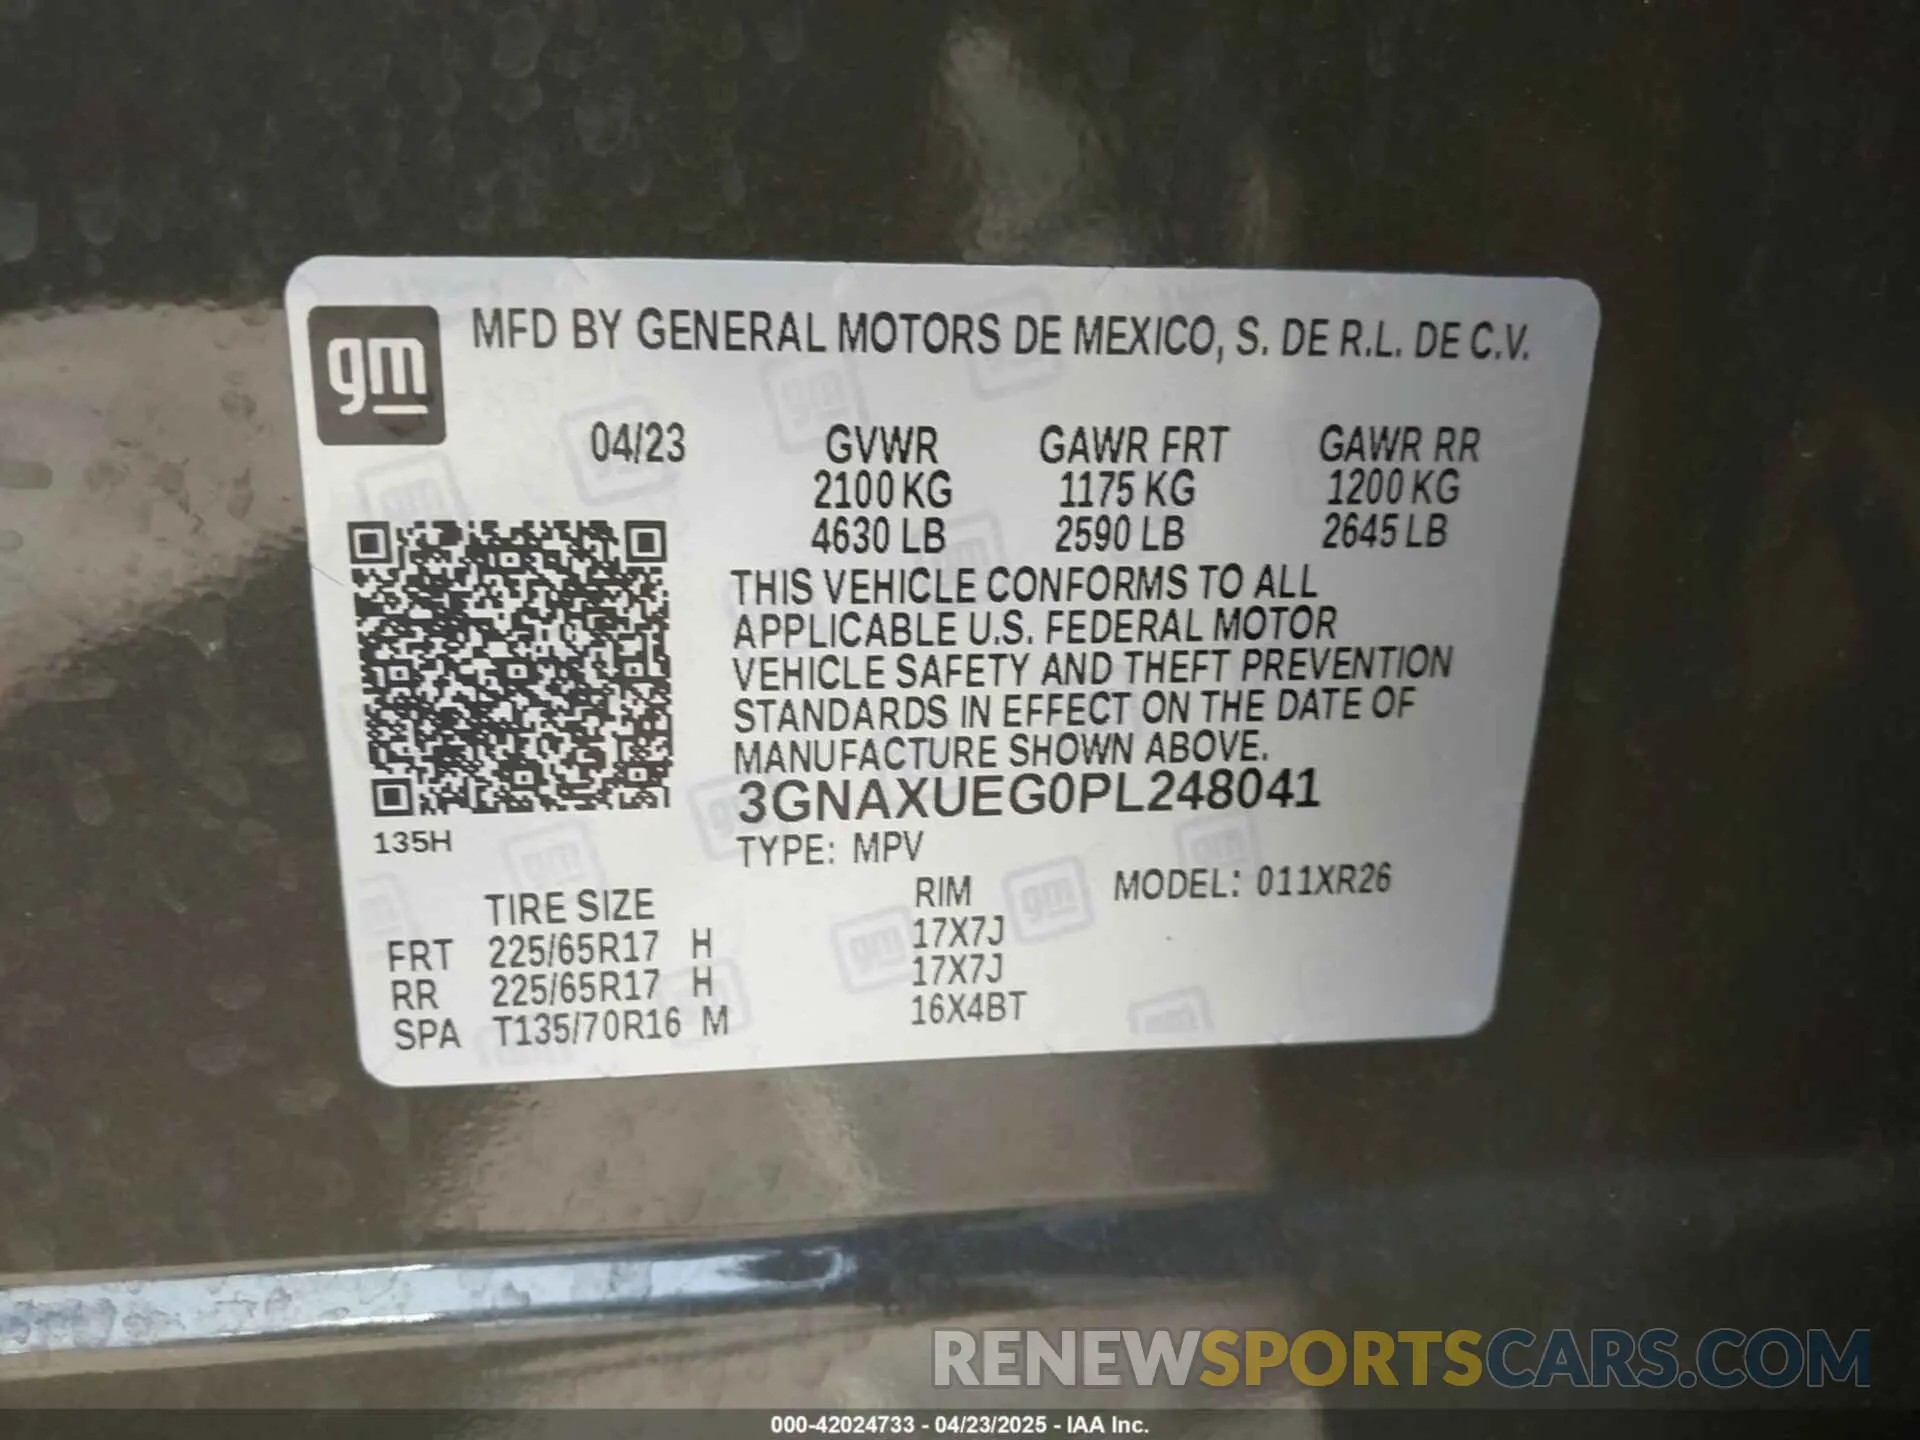 gm
MFD BY GENERAL MOTORS DE MEXICO, S. DE R.L. DE C.V.
04/23 GVWR GAWR FRT GAWR RR
2100 KG 1175 KG 1200 KG
4630 LB 2590 LB 2645 LB
THIS VEHICLE CONFORMS TO ALL
APPLICABLE U.S. FEDERAL MOTOR
VEHICLE SAFETY AND THEFT PREVENTION
STANDARDS IN EFFECT ON THE DATE OF
MANUFACTURE SHOWN ABOVE.
3GNAXUEG0PL248041
135H
TYPE: MPV
TIRE SIZE RIM MODEL: 011XR26
FRT 225/65R17 H 17X7J
RR 225/65R17 H 17X7J
SPA T135/70R16 M 16X4BT
RENEWSPORTSCARS.COM
000-42024733 - 04/23/2025 - IAA Inc.